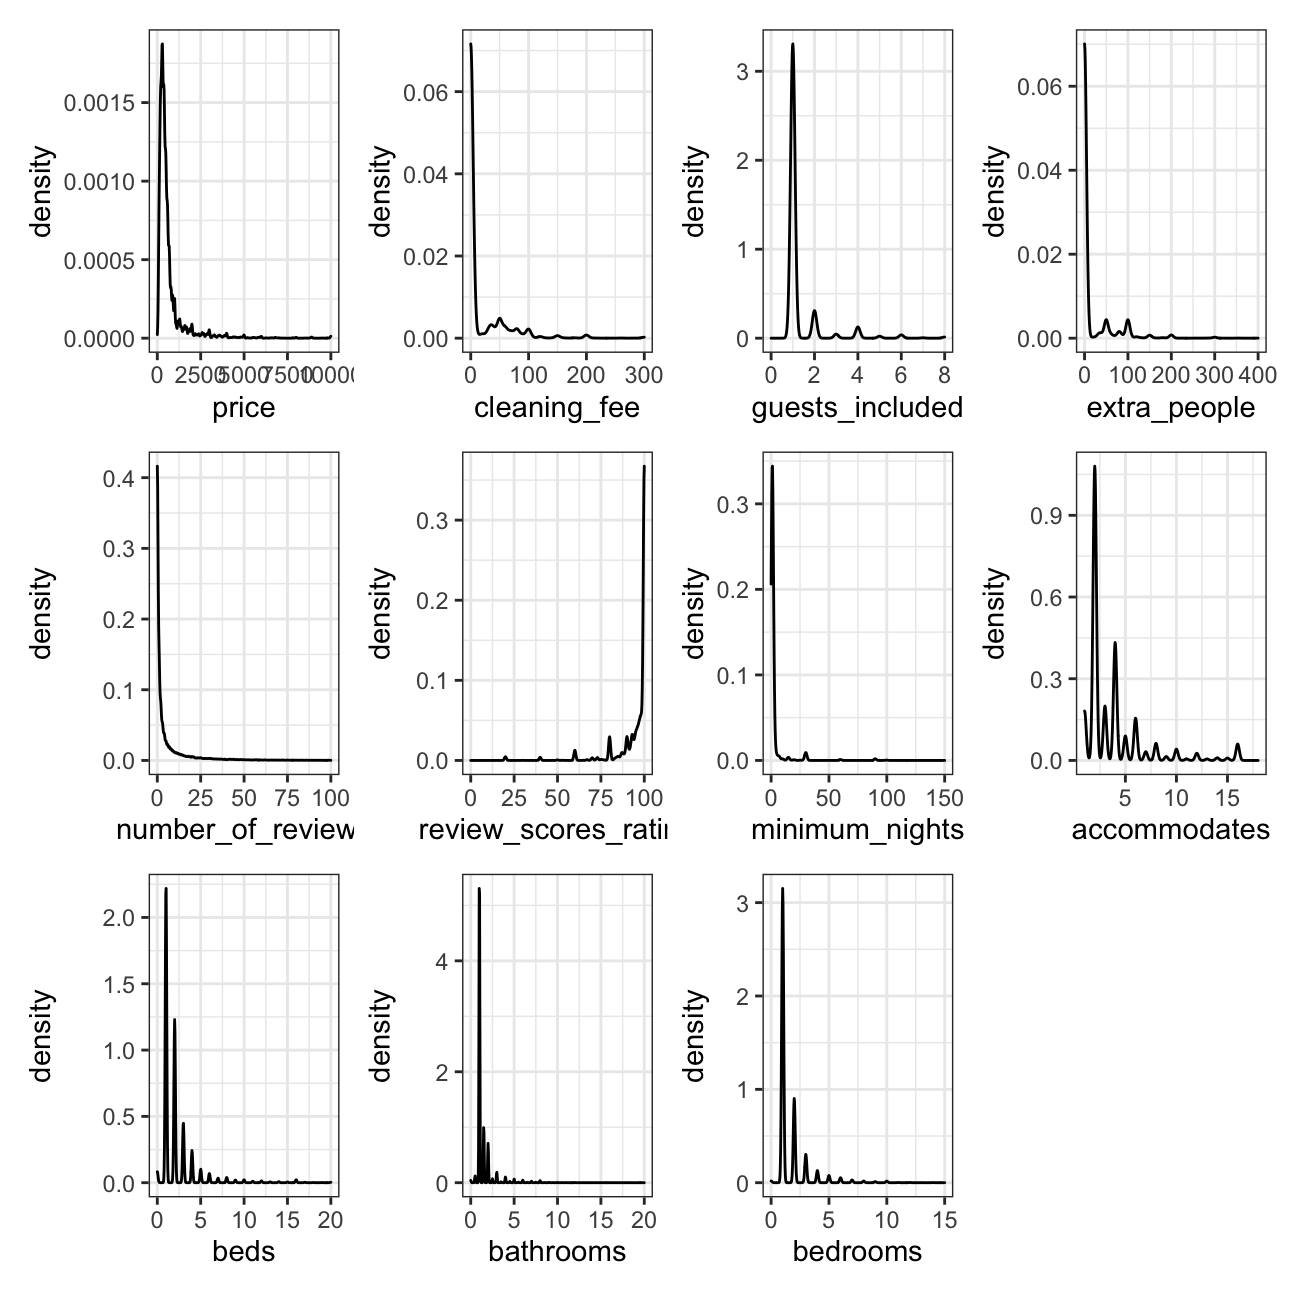 density
0.0015
0.0010
0.0005
0.0000
0 2500 5000 7500 10000
price
density
0.06
0.04
0.02
0.00
0 100 200 300
cleaning_fee
density
3
2
1
0
0 2 4 6 8
guests_included
density
0.06
0.04
0.02
0.00
0 100 200 300 400
extra_people
density
0.4
0.3
0.2
0.1
0.0
0 25 50 75 100
number_of_review
density
0.3
0.2
0.1
0.0
0 25 50 75 100
review_scores_ratin
density
0.3
0.2
0.1
0.0
0 50 100 150
minimum_nights
density
0.9
0.6
0.3
0.0
5 10 15
accommodates
density
2.0
1.5
1.0
0.5
0.0
0 5 10 15 20
beds
density
4
2
0
0 5 10 15 20
bathrooms
density
3
2
1
0
0 5 10 15
bedrooms